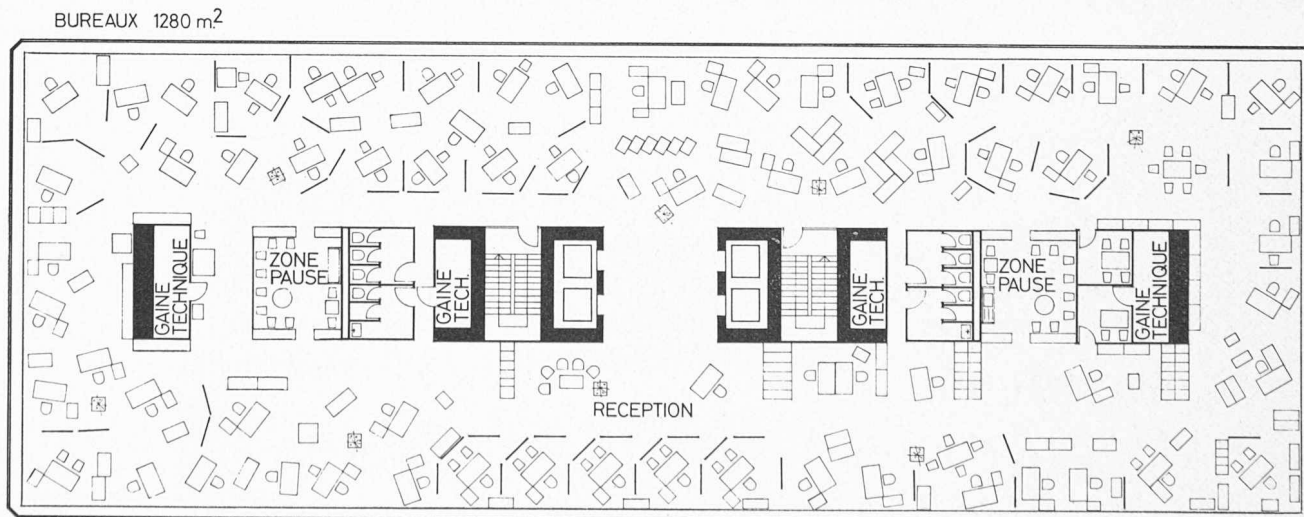 BUREAUX 1280 m²
GAINE
TECHNIQUE
ZONE
PAUSE
GAINE
TECH.
GAINE
TECH.
ZONE
PAUSE
GAINE
TECHNIQUE
RECEPTION